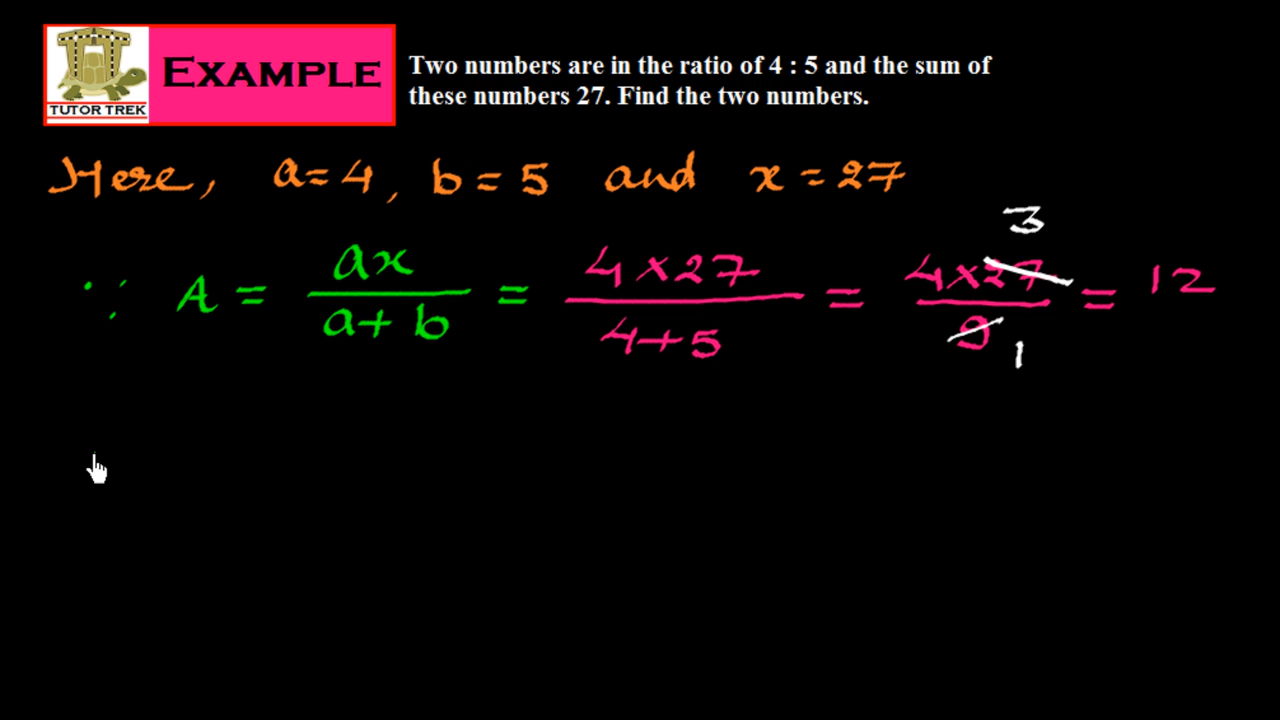 TUTOR TREK
EXAMPLE
Two numbers are in the ratio of 4 : 5 and the sum of
these numbers 27. Find the two numbers.
Here, a=4, b=5 and x=27
∵ A = ax/(a+b) = 4×27/(4+5) = 4×27/9 = 12
3
1